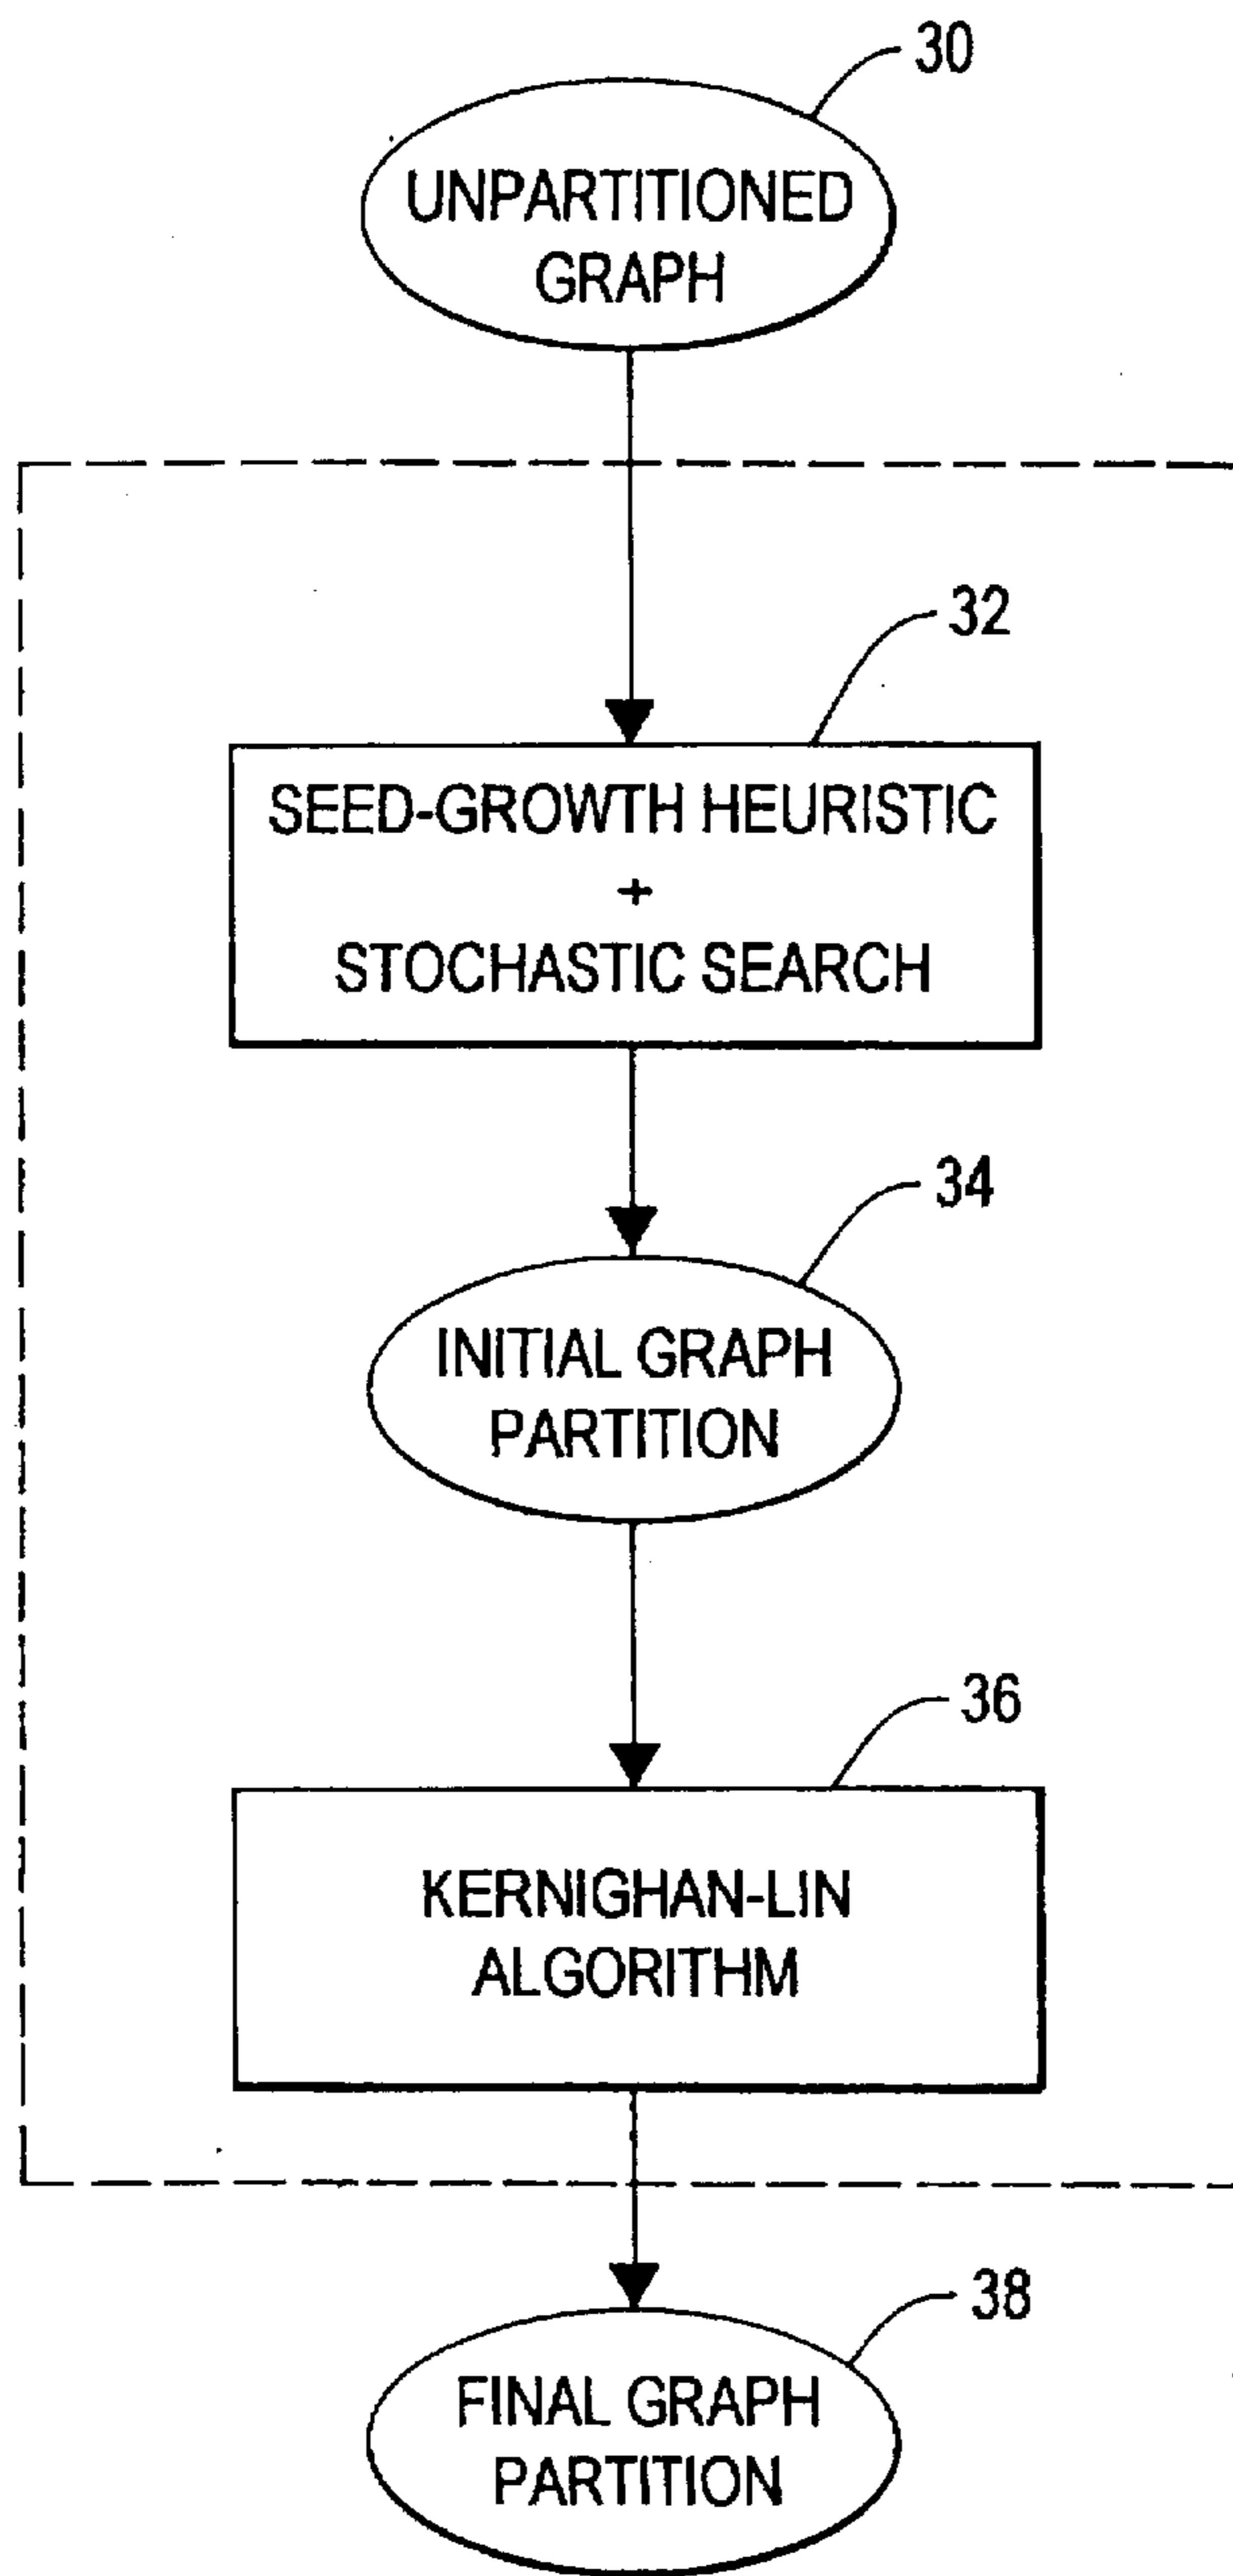 30
UNPARTITIONED
GRAPH
32
SEED-GROWTH HEURISTIC
+
STOCHASTIC SEARCH
34
INITIAL GRAPH
PARTITION
36
KERNIGHAN-LIN
ALGORITHM
38
FINAL GRAPH
PARTITION